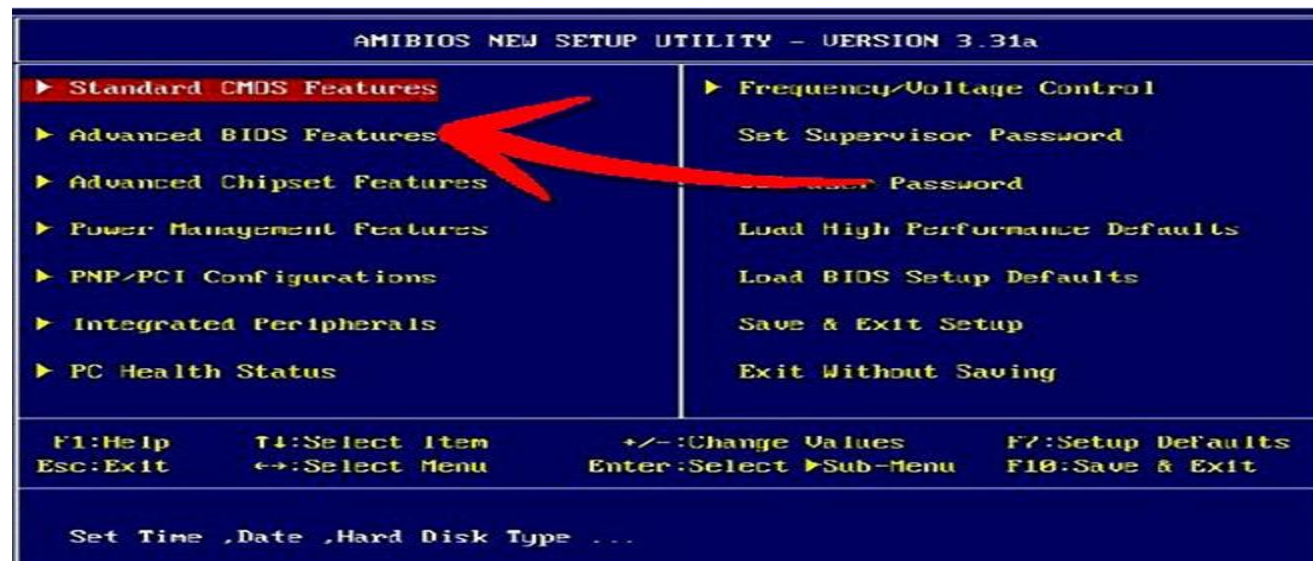 AMIBIOS NEW SETUP UTILITY - VERSION 3.31a
▶ Standard CMOS Features
▶ Advanced BIOS Features
▶ Advanced Chipset Features
▶ Power Management Features
▶ PNP/PCI Configurations
▶ Integrated Peripherals
▶ PC Health Status
▶ Frequency/Voltage Control
Set Supervisor Password
Password
Load High Performance Defaults
Load BIOS Setup Defaults
Save & Exit Setup
Exit Without Saving
F1:Help ↑↓:Select Item +/-:Change Values F7:Setup Defaults
Esc:Exit ←→:Select Menu Enter:Select ▶Sub-Menu F10:Save & Exit
Set Time ,Date ,Hard Disk Type ...